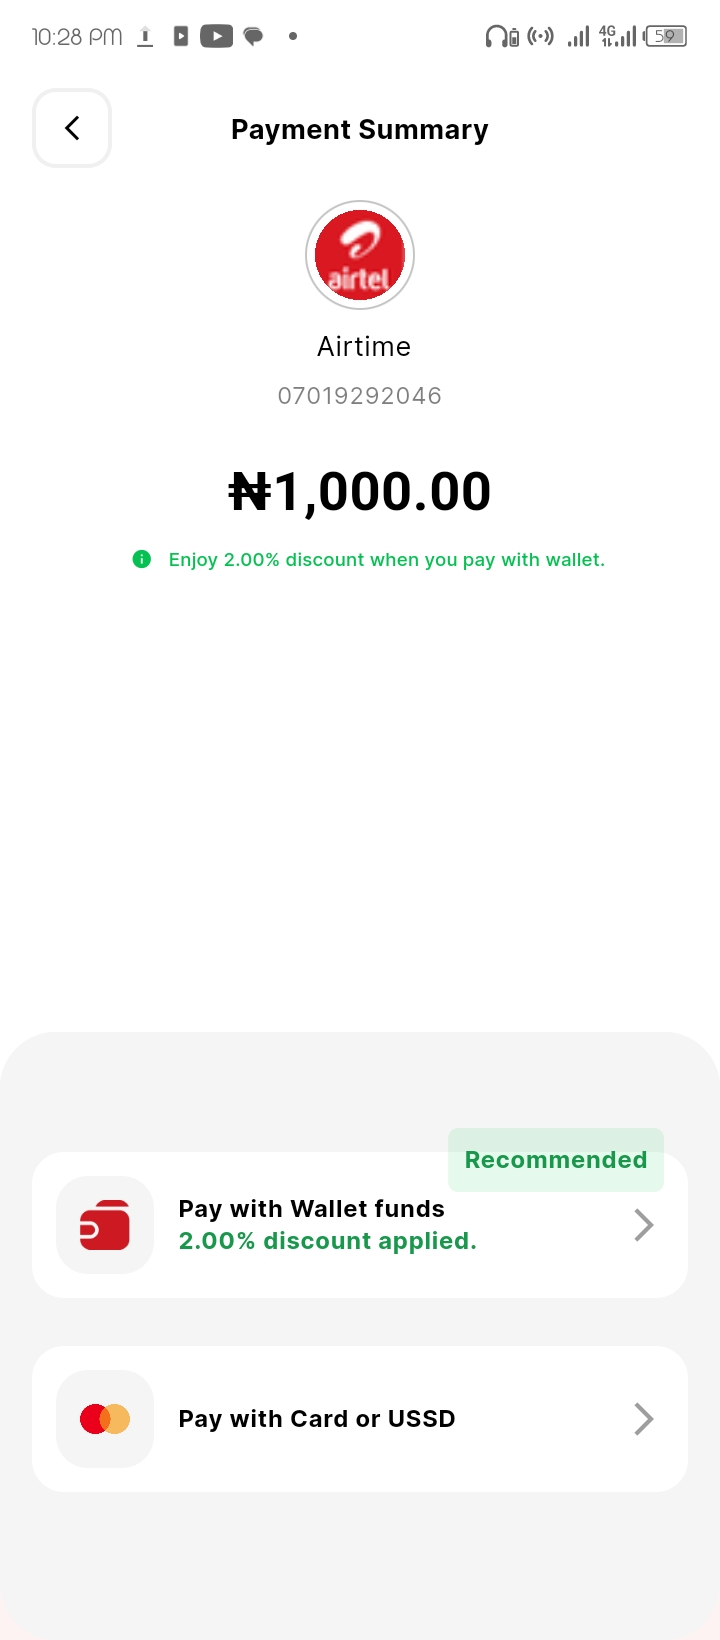 10:28 PM
4G
59
Payment Summary
airtel
Airtime
07019292046
₦1,000.00
Enjoy 2.00% discount when you pay with wallet.
Recommended
Pay with Wallet funds
2.00% discount applied.
Pay with Card or USSD